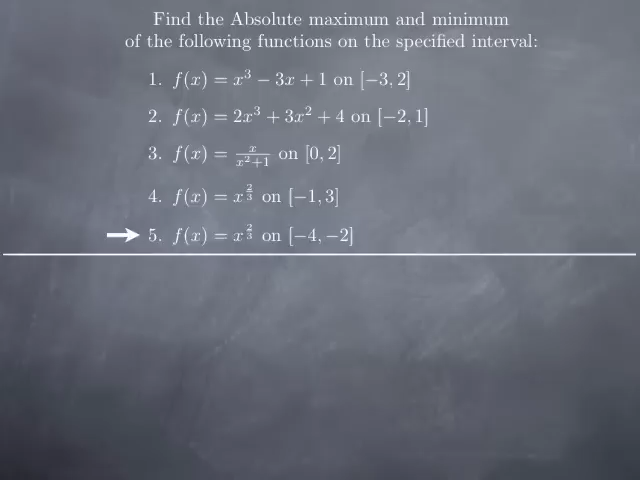 Find the Absolute maximum and minimum
of the following functions on the specified interval:
1. f(x) = x³ − 3x + 1 on [−3, 2]
2. f(x) = 2x³ + 3x² + 4 on [−2, 1]
3. f(x) = x/(x²+1) on [0, 2]
4. f(x) = x^(2/3) on [−1, 3]
5. f(x) = x^(2/3) on [−4, −2]